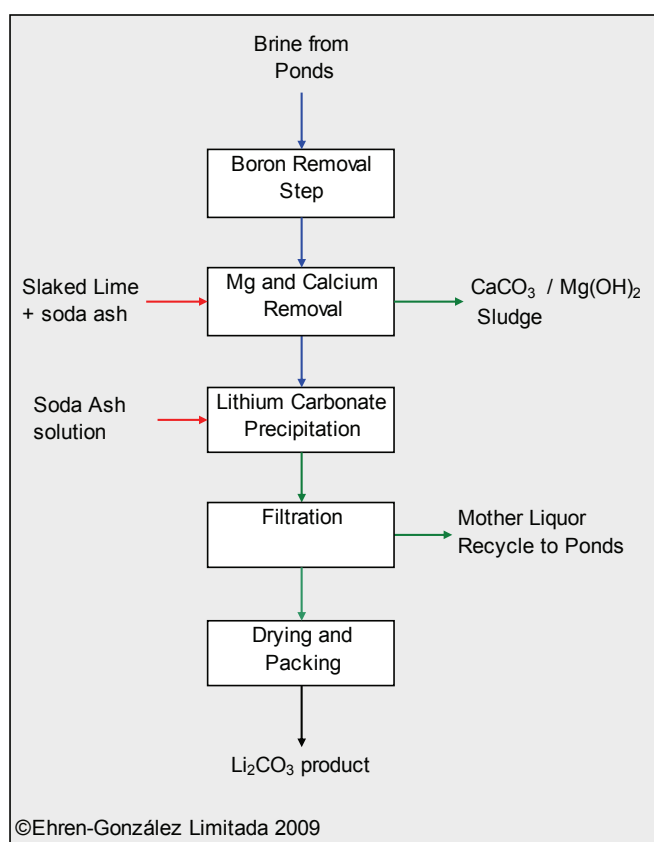 Brine from
Ponds
Boron Removal
Step
Slaked Lime
+ soda ash
Mg and Calcium
Removal
CaCO₃ / Mg(OH)₂
Sludge
Soda Ash
solution
Lithium Carbonate
Precipitation
Filtration
Mother Liquor
Recycle to Ponds
Drying and
Packing
Li₂CO₃ product
©Ehren-González Limitada 2009